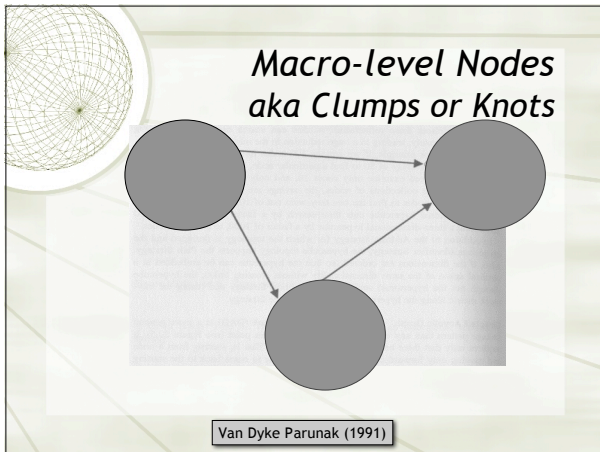 Macro-level Nodes
aka Clumps or Knots
Van Dyke Parunak (1991)